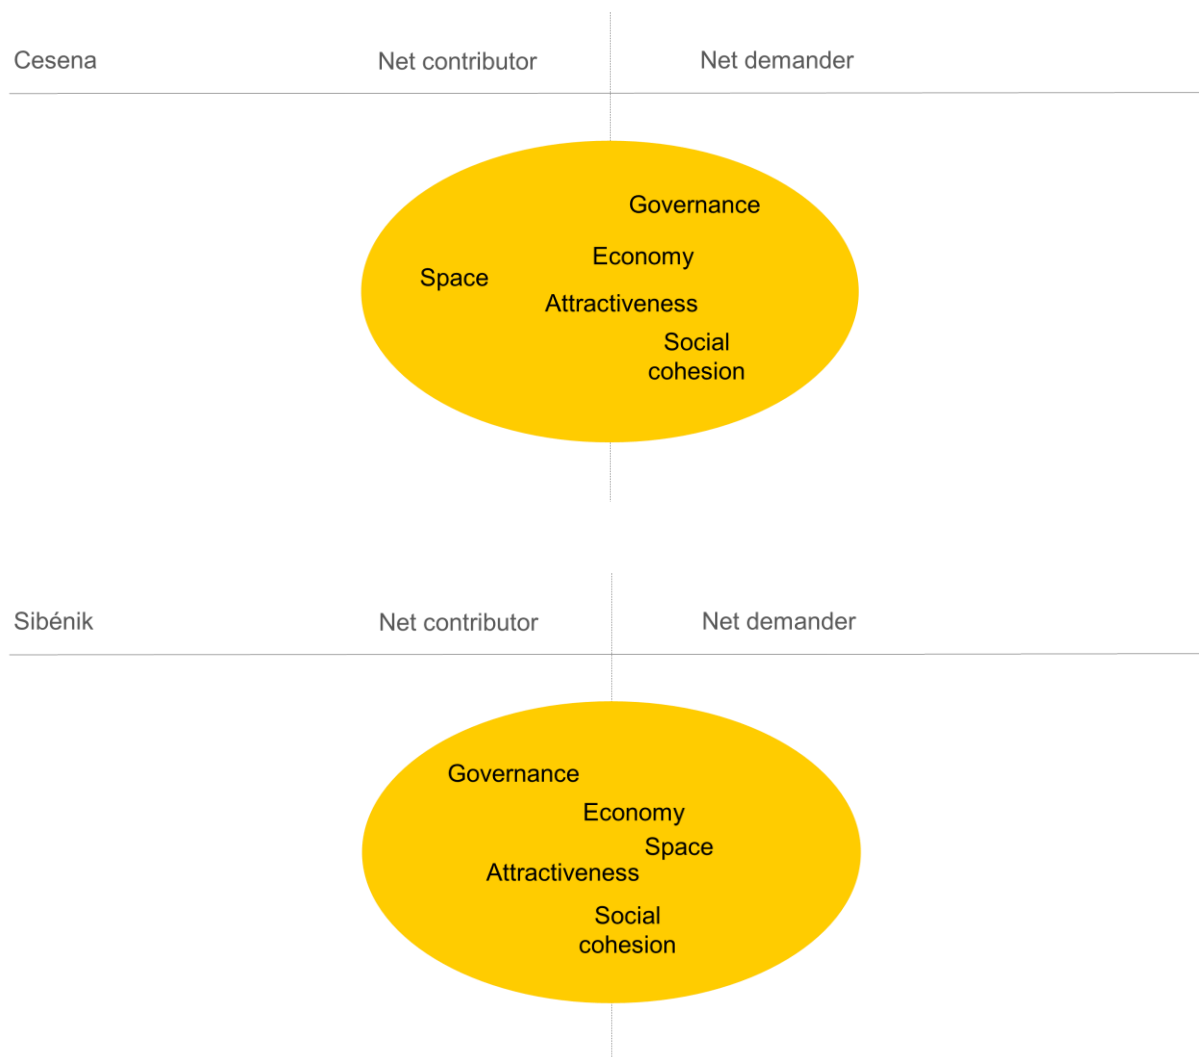 Cesena
Net contributor
Net demander
Governance
Economy
Space
Attractiveness
Social
cohesion
Sibénik
Net contributor
Net demander
Governance
Economy
Space
Attractiveness
Social
cohesion